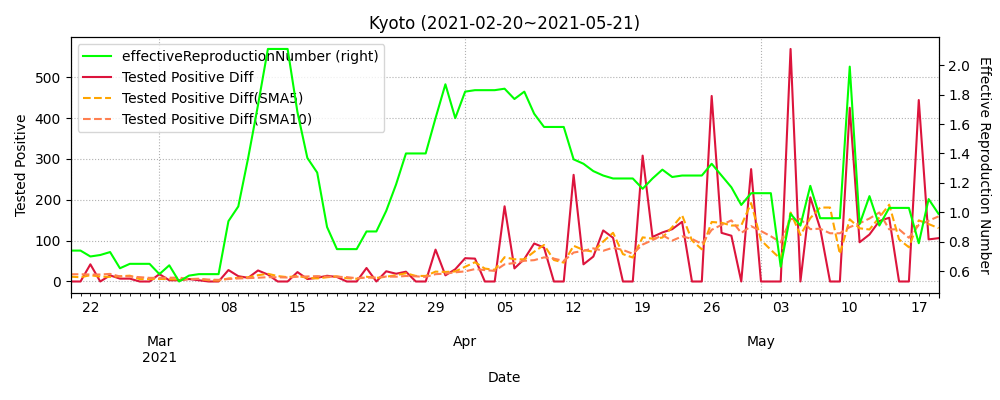 Kyoto (2021-02-20~2021-05-21)
effectiveReproductionNumber (right)
Tested Positive Diff
Tested Positive Diff(SMA5)
Tested Positive Diff(SMA10)
Tested Positive
500
400
300
200
100
0
2.0
1.8
1.6
1.4
1.2
1.0
0.8
0.6
Effective Reproduction Number
22 08 15 22 29 05 12 19 26 03 10 17
Mar Apr May
2021
Date